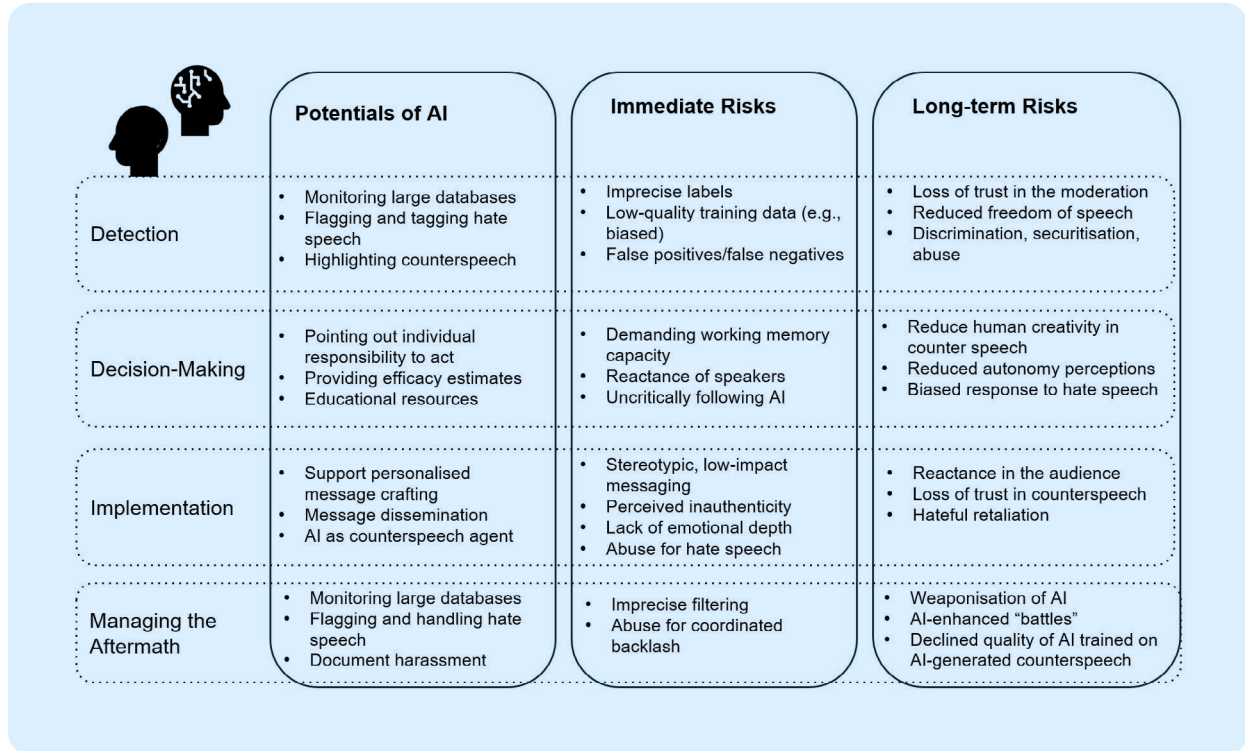 Potentials of AI
Immediate Risks
Long-term Risks
Detection
• Monitoring large databases
• Flagging and tagging hate
speech
• Highlighting counterspeech
• Imprecise labels
• Low-quality training data (e.g.,
biased)
• False positives/false negatives
• Loss of trust in the moderation
• Reduced freedom of speech
• Discrimination, securitisation,
abuse
Decision-Making
• Pointing out individual
responsibility to act
• Providing efficacy estimates
• Educational resources
• Demanding working memory
capacity
• Reactance of speakers
• Uncritically following AI
• Reduce human creativity in
counter speech
• Reduced autonomy perceptions
• Biased response to hate speech
Implementation
• Support personalised
message crafting
• Message dissemination
• AI as counterspeech agent
• Stereotypic, low-impact
messaging
• Perceived inauthenticity
• Lack of emotional depth
• Abuse for hate speech
• Reactance in the audience
• Loss of trust in counterspeech
• Hateful retaliation
Managing the
Aftermath
• Monitoring large databases
• Flagging and handling hate
speech
• Document harassment
• Imprecise filtering
• Abuse for coordinated
backlash
• Weaponisation of AI
• AI-enhanced “battles”
• Declined quality of AI trained on
AI-generated counterspeech